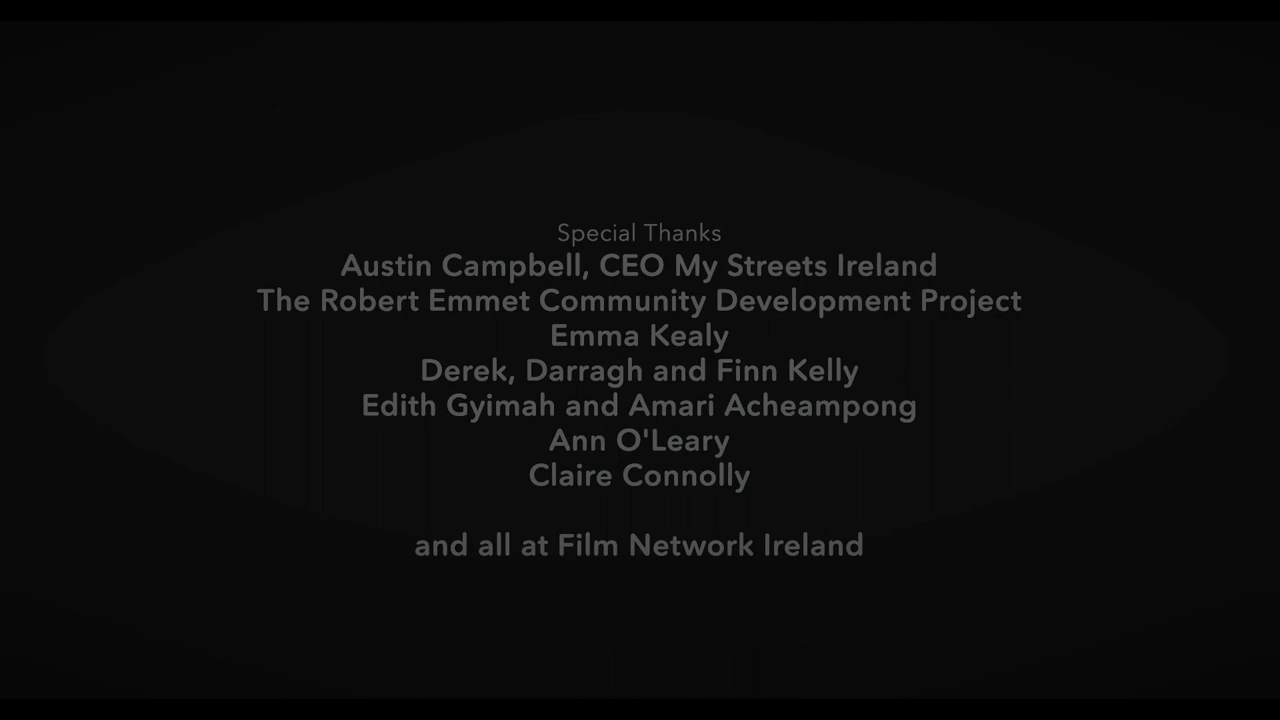 Special Thanks
Austin Campbell, CEO My Streets Ireland
The Robert Emmet Community Development Project
Emma Kealy
Derek, Darragh and Finn Kelly
Edith Gyimah and Amari Acheampong
Ann O'Leary
Claire Connolly
and all at Film Network Ireland